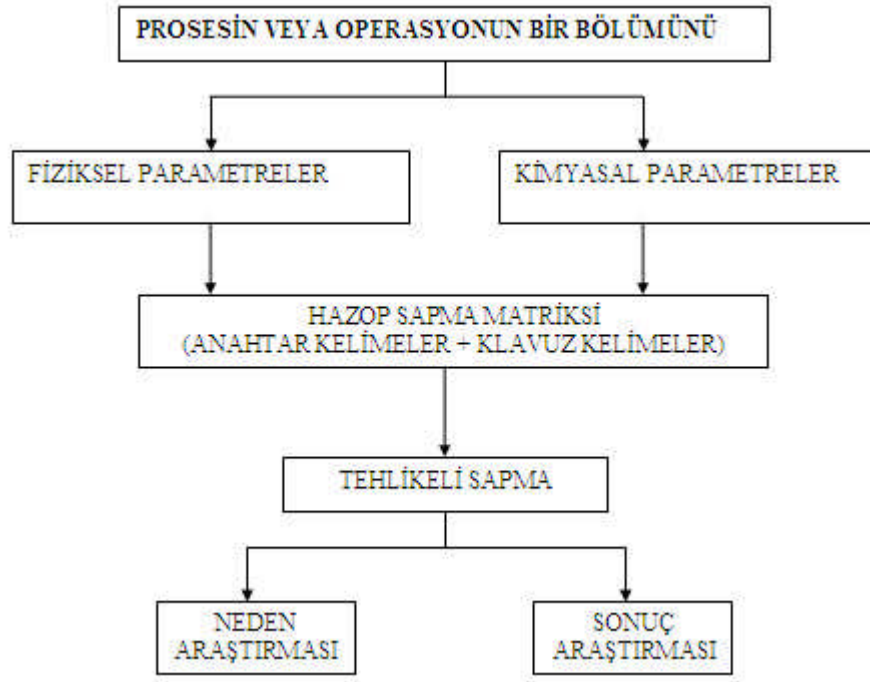 PROSESİN VEYA OPERASYONUN BİR BÖLÜMÜNÜ
FİZİKSEL PARAMETRELER
KİMYASAL PARAMETRELER
HAZOP SAPMA MATRİKSİ
(ANAHTAR KELİMELER + KLAVUZ KELİMELER)
TEHLİKELİ SAPMA
NEDEN
ARAŞTIRMASI
SONUÇ
ARAŞTIRMASI